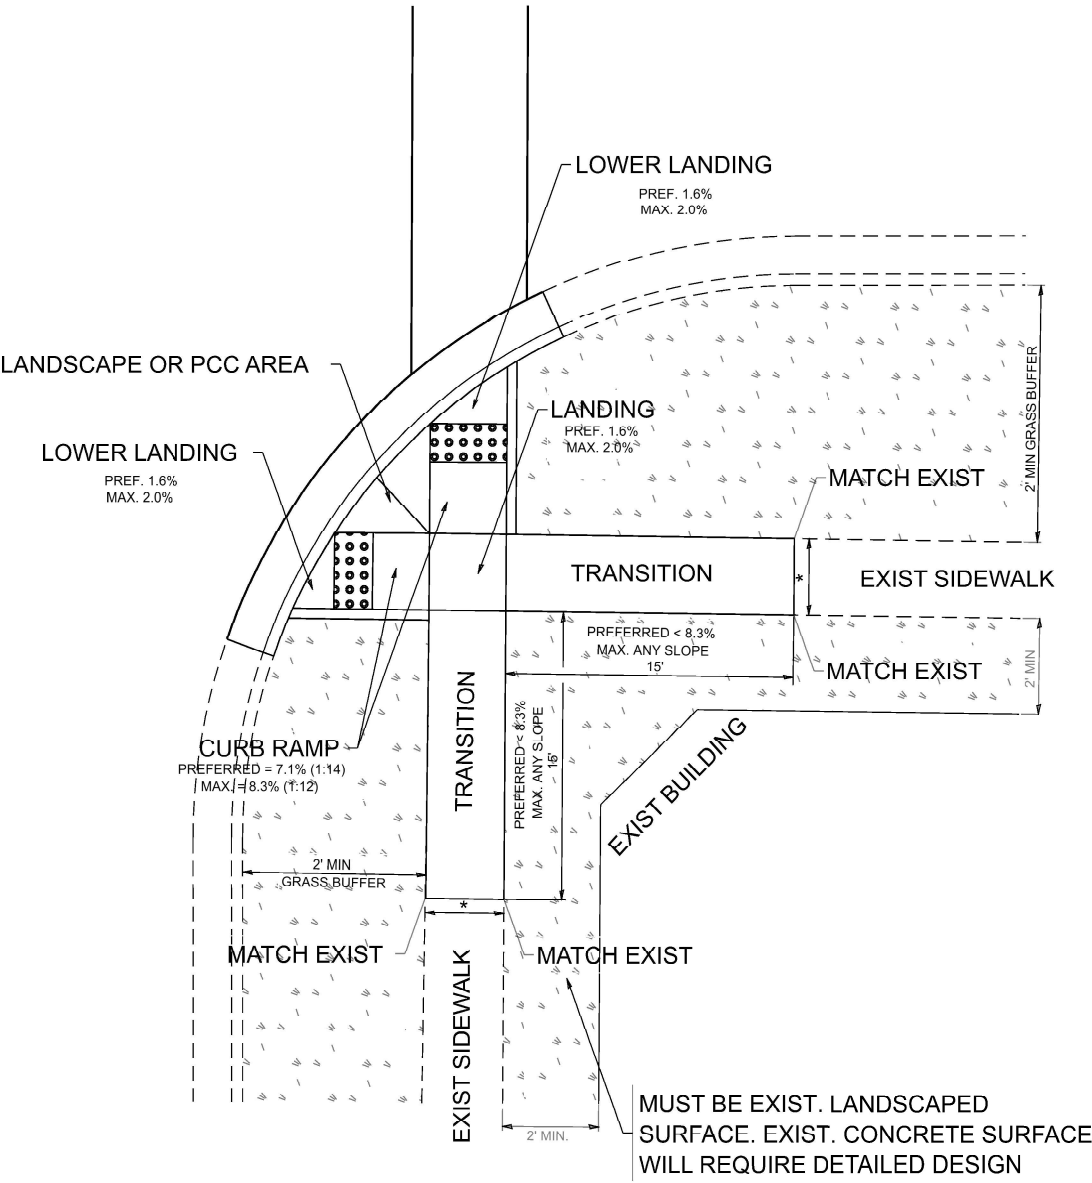 LOWER LANDING
PREF. 1.6%
MAX. 2.0%
LANDSCAPE OR PCC AREA
2' MIN GRASS BUFFER
LANDING
PREF. 1.6%
MAX. 2.0%
LOWER LANDING
PREF. 1.6%
MAX. 2.0%
MATCH EXIST
TRANSITION
*
EXIST SIDEWALK
PREFERRED < 8.3%
MAX. ANY SLOPE
15'
MATCH EXIST
2' MIN
TRANSITION
PREFERRED < 8.3%
MAX. ANY SLOPE
15'
CURB RAMP
PREFERRED = 7.1% (1:14)
MAX. = 8.3% (1:12)
EXIST BUILDING
2' MIN
GRASS BUFFER
*
MATCH EXIST
MATCH EXIST
EXIST SIDEWALK
2' MIN.
MUST BE EXIST. LANDSCAPED
SURFACE. EXIST. CONCRETE SURFACE
WILL REQUIRE DETAILED DESIGN